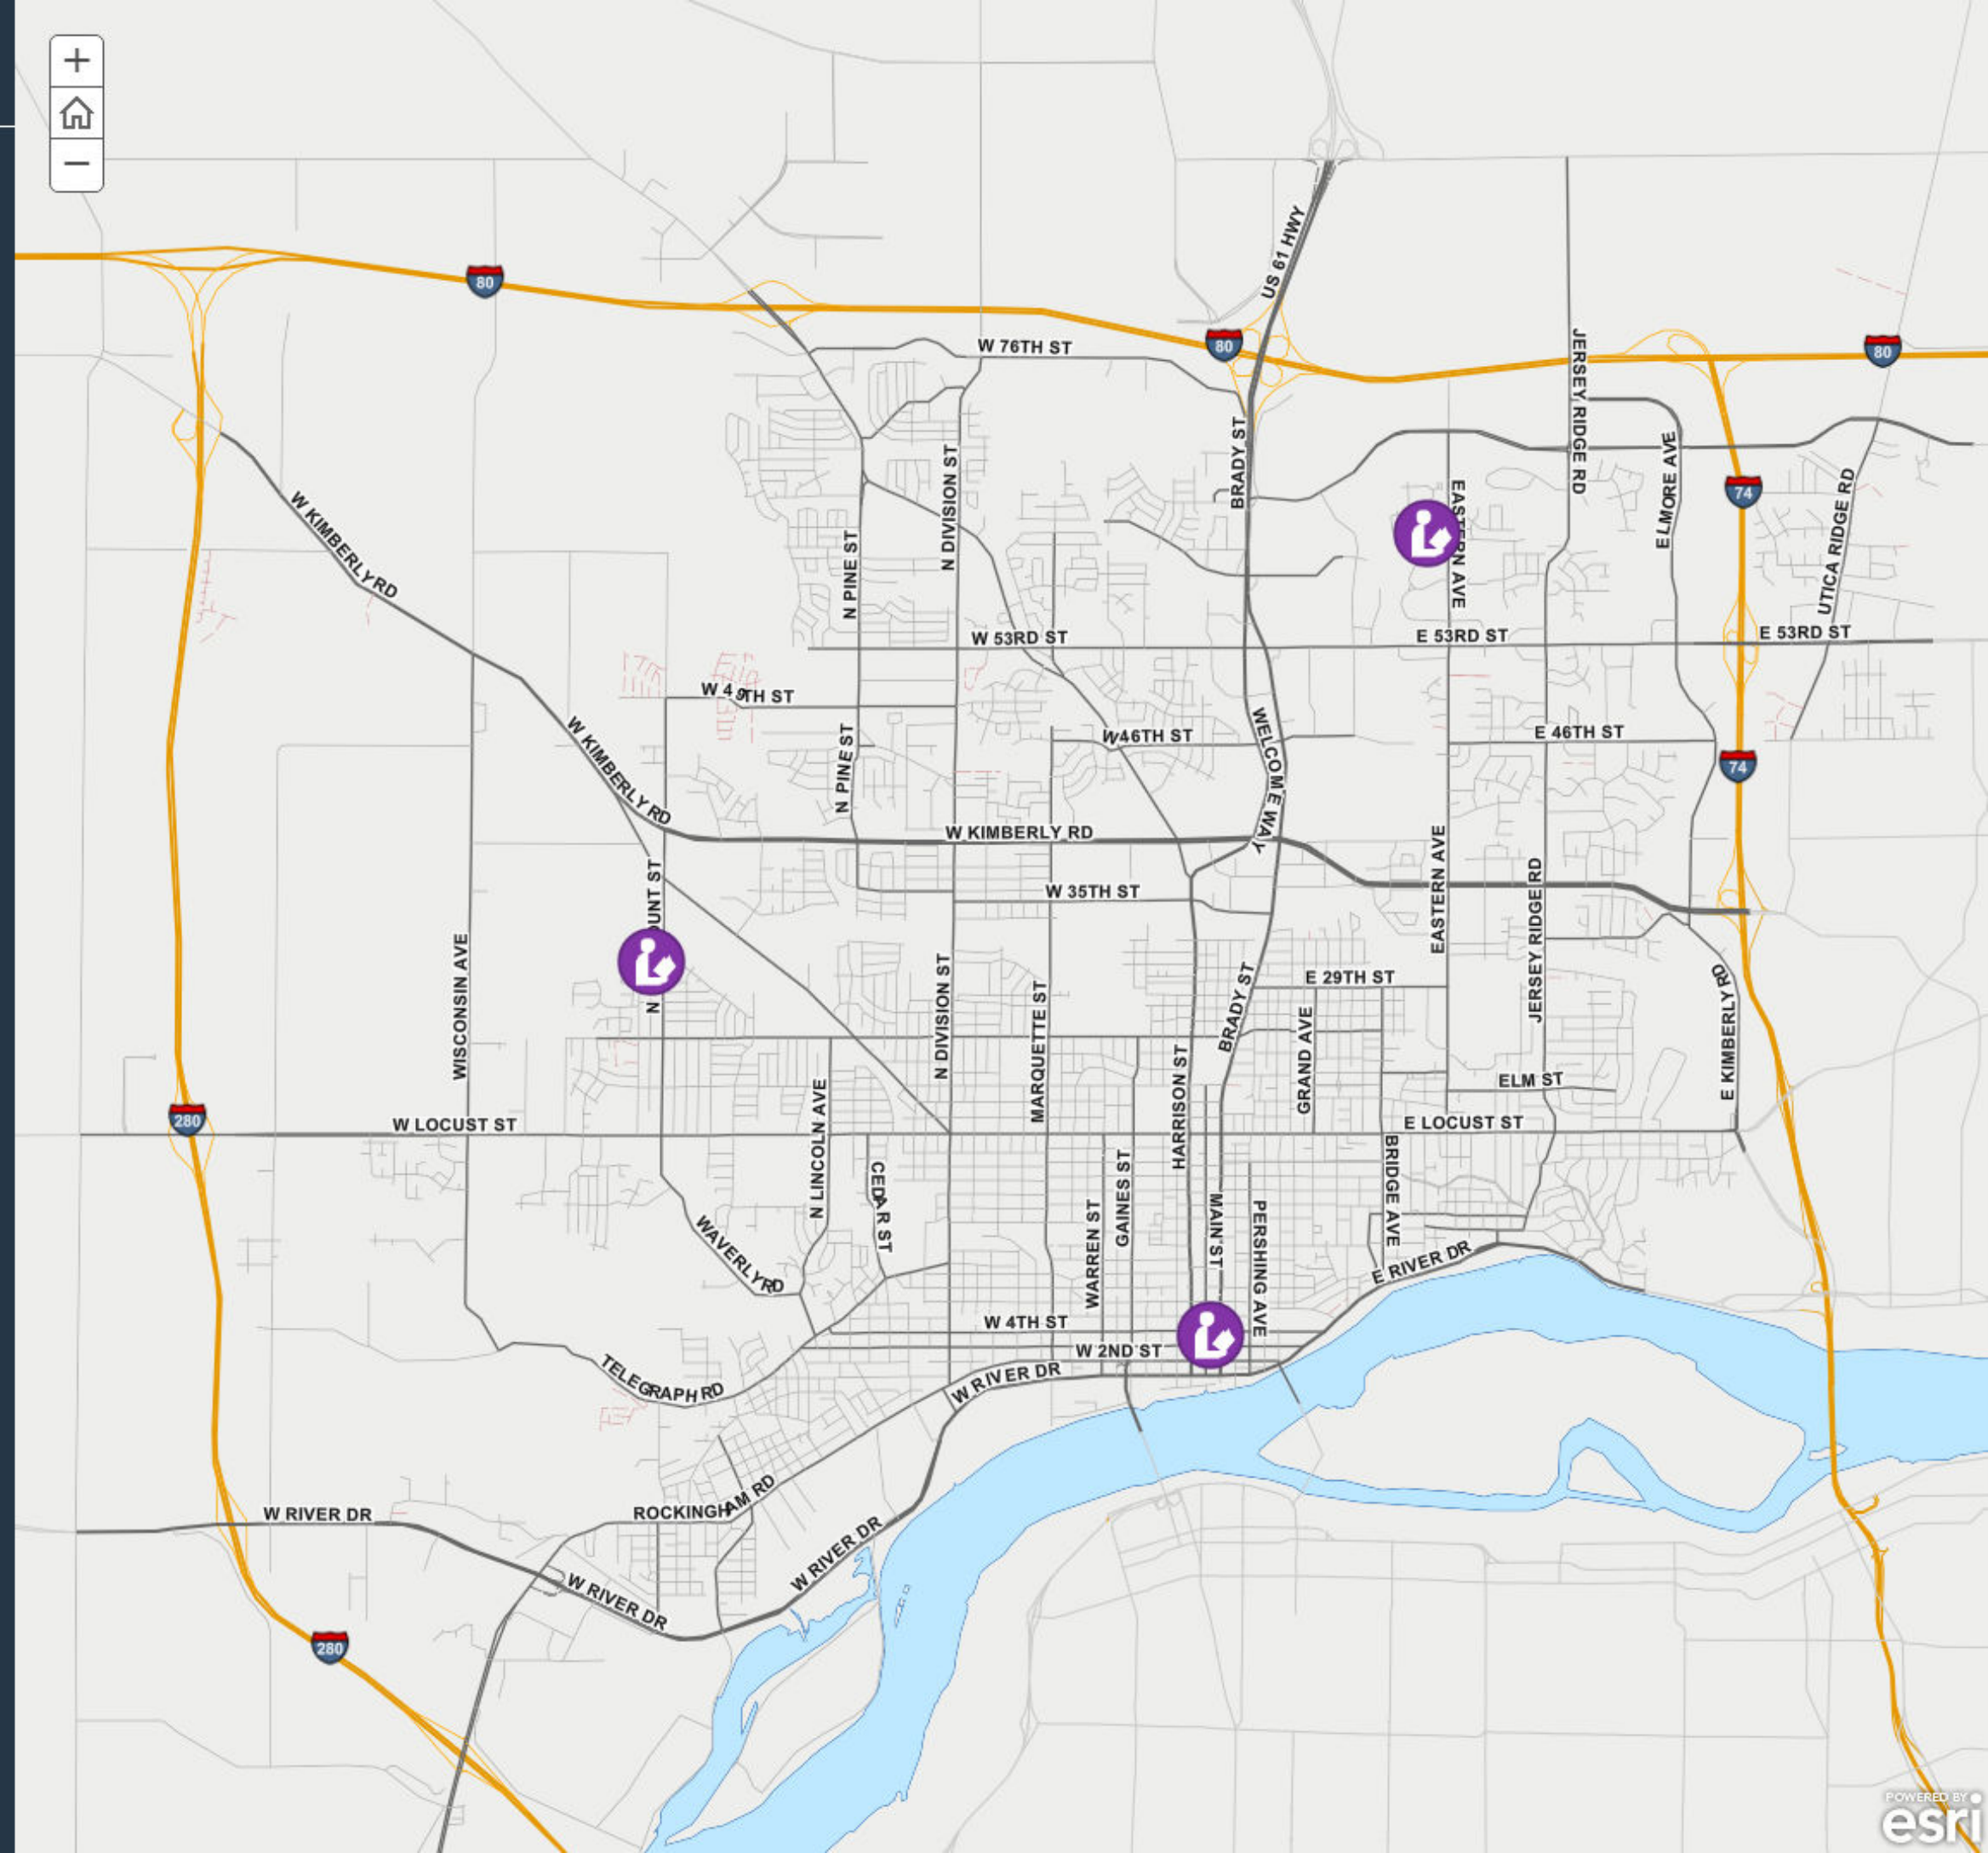 +
−
US 61 HWY
80
W 76TH ST
80
80
JERSEY RIDGE RD
BRADY ST
N DIVISION ST
E ELMORE AVE
EASTERN AVE
74
UTICA RIDGE RD
W KIMBERLY RD
N PINE ST
W 53RD ST
E 53RD ST
E 53RD ST
W 49TH ST
W 46TH ST
E 46TH ST
WELCOME WAY
74
W KIMBERLY RD
N PINE ST
W KIMBERLY RD
W 35TH ST
EASTERN AVE
JERSEY RIDGE RD
WISCONSIN AVE
N DIVISION ST
MARQUETTE ST
BRADY ST
E 29TH ST
GRAND AVE
E KIMBERLY RD
HARRISON ST
ELM ST
280
W LOCUST ST
N LINCOLN AVE
E LOCUST ST
CEDAR ST
GAINES ST
WARREN ST
MAIN ST
PERSHING AVE
BRIDGE AVE
WAVERLY RD
E RIVER DR
W 4TH ST
W 2ND ST
TELEGRAPH RD
W RIVER DR
W RIVER DR
ROCKINGHAM RD
W RIVER DR
W RIVER DR
280
POWERED BY
esri